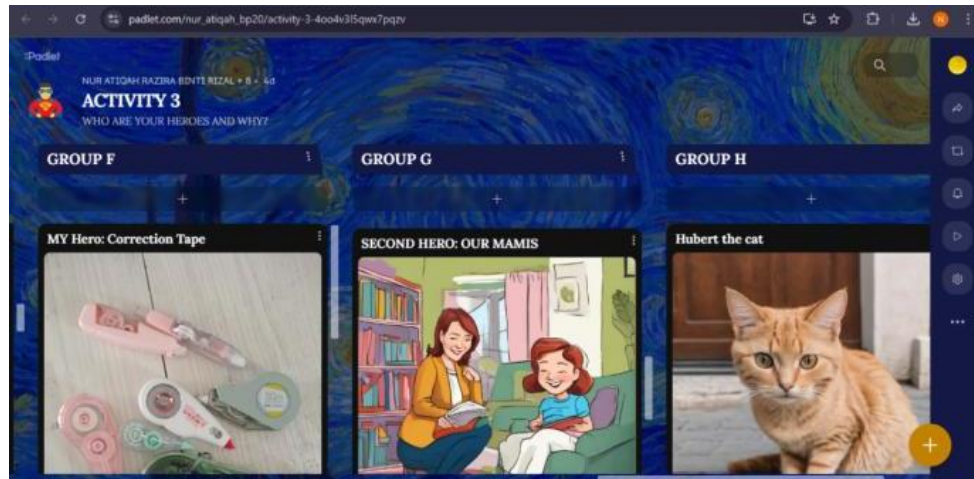 padlet.com/nur_atiqah_bp20/activity-3-4oo4v3l5qwx7pqzv
:Padlet
NUR ATIQAH RAZIRA BINTI RIZAL + 8 • 4d
ACTIVITY 3
WHO ARE YOUR HEROES AND WHY?
GROUP F
GROUP G
GROUP H
MY Hero: Correction Tape
SECOND HERO: OUR MAMIS
Hubert the cat